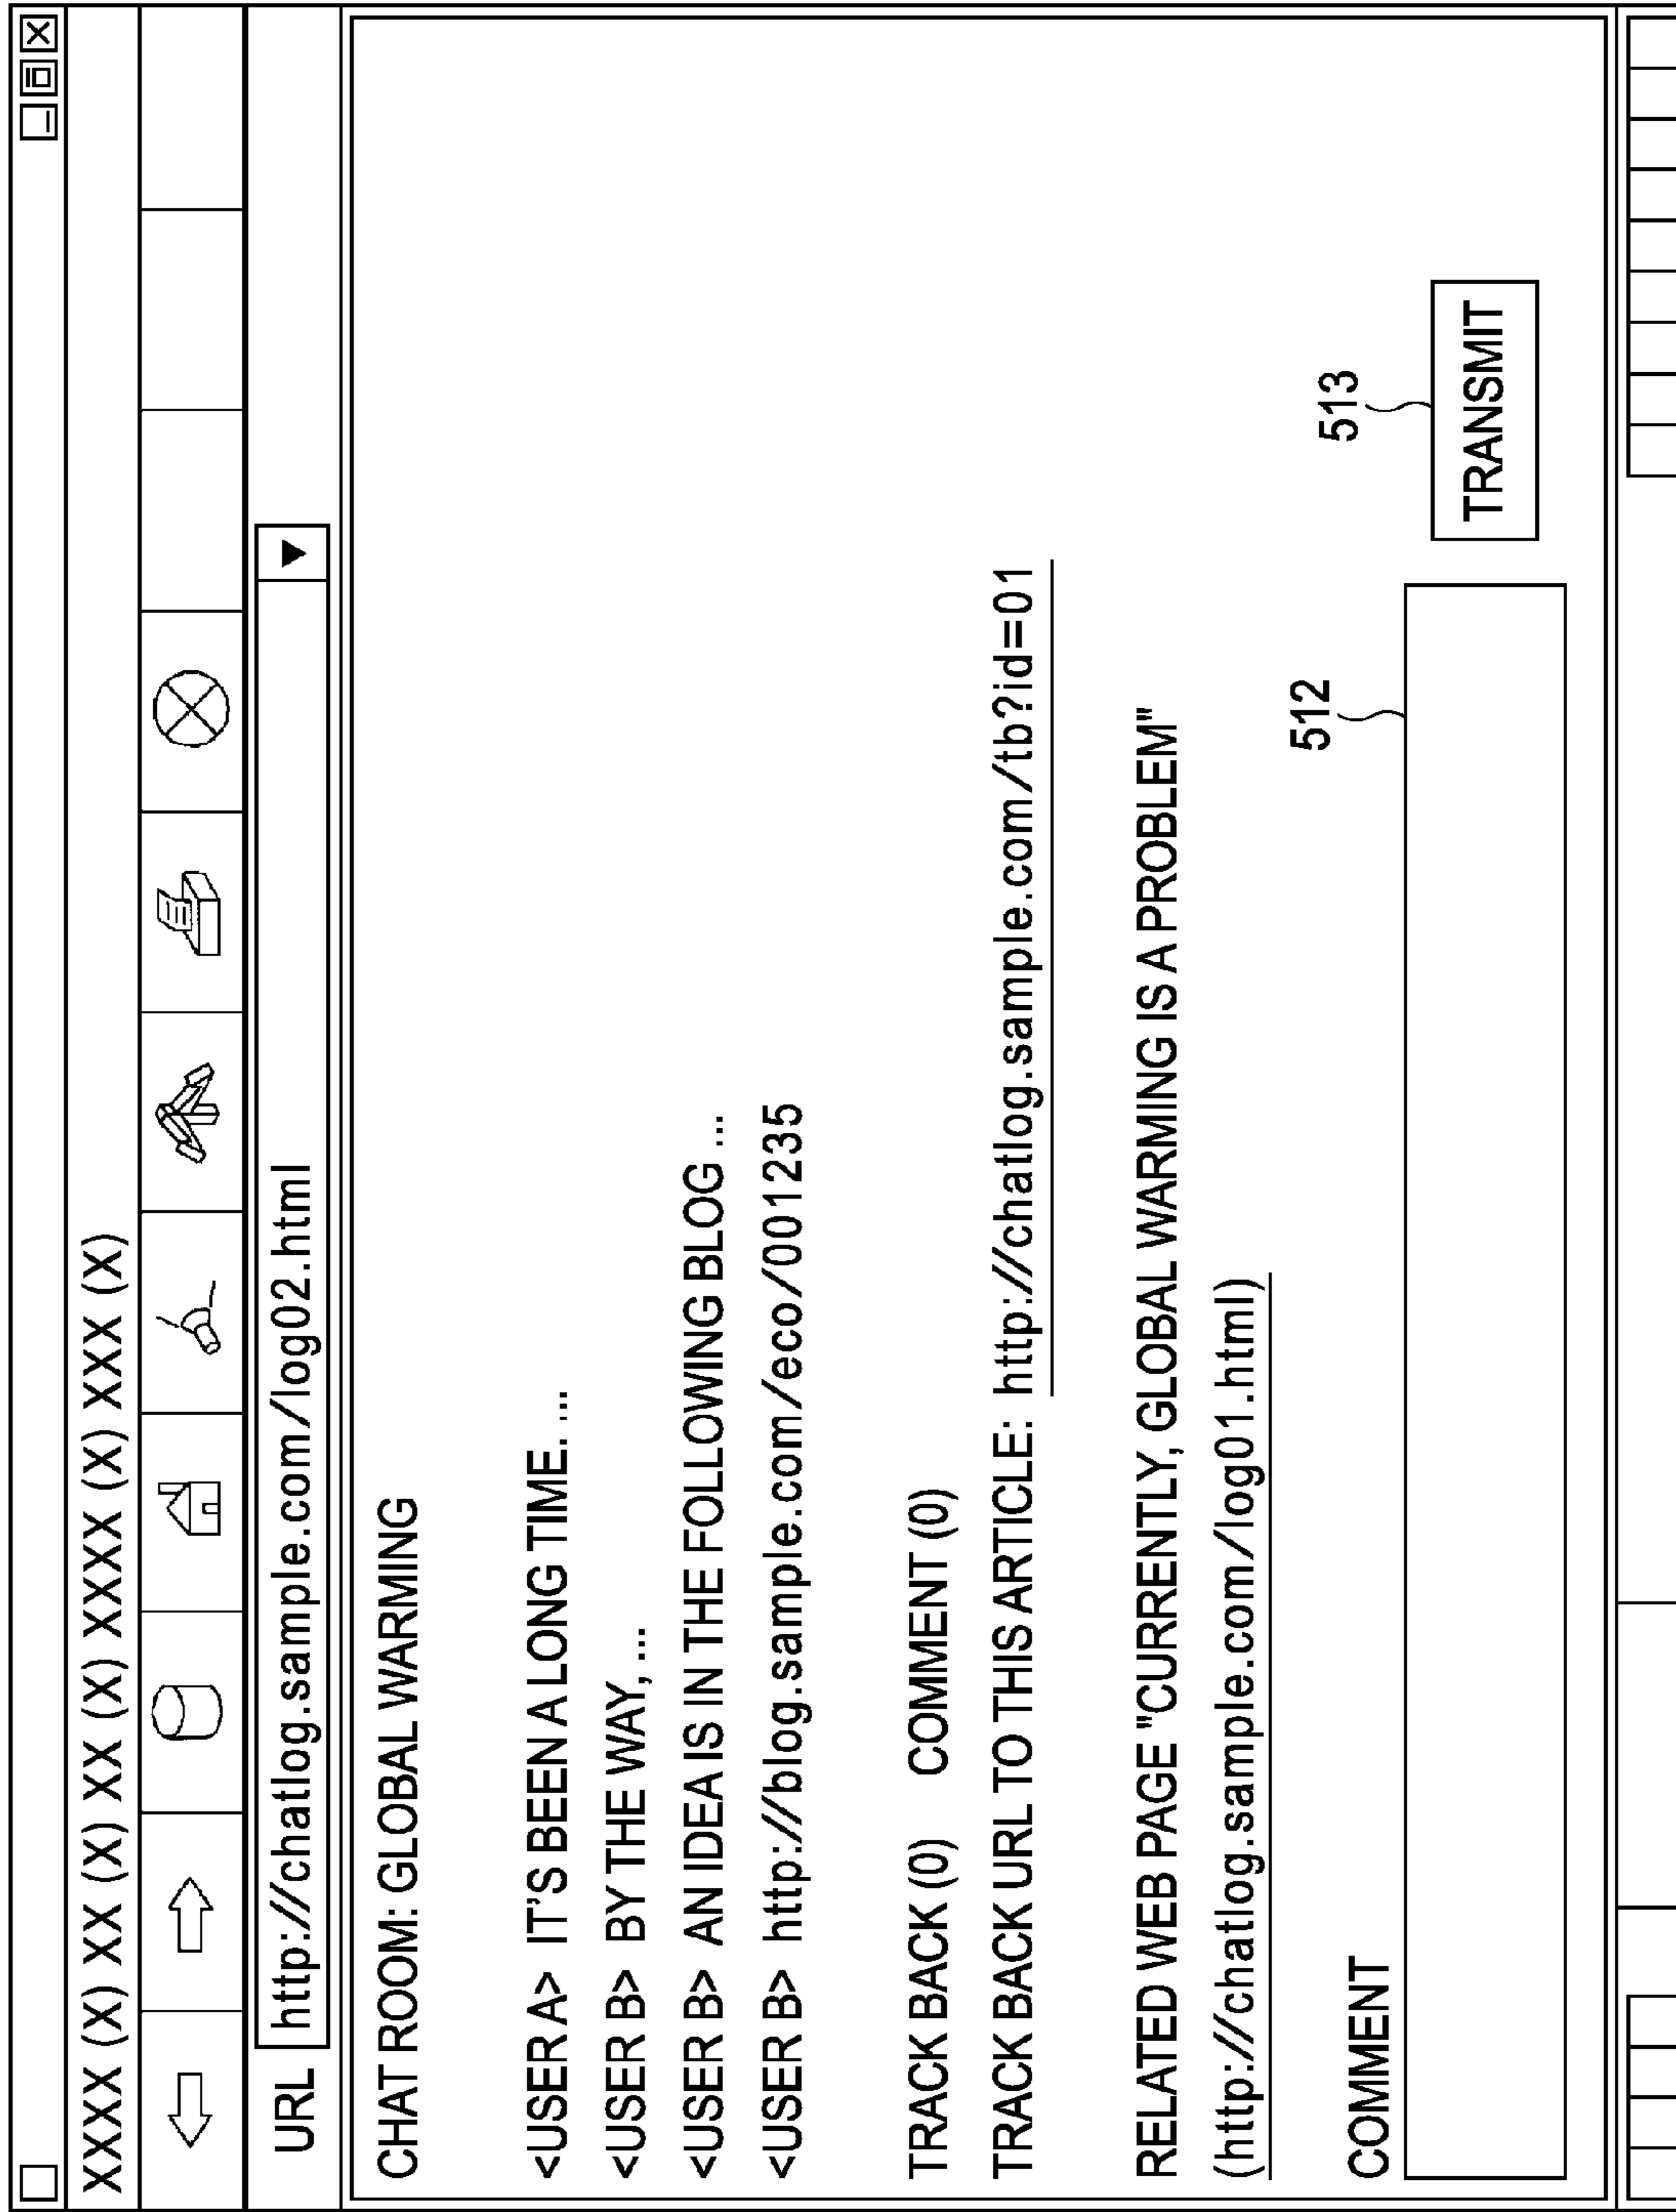 XXXX (X) XX (X) XX (X) XXXX (X) XXX (X)
URL http://chatlog.sample.com/log02.html
CHAT ROOM: GLOBAL WARMING
<USER A> IT'S BEEN A LONG TIME. ...
<USER B> BY THE WAY, ...
<USER B> AN IDEA IS IN THE FOLLOWING BLOG ...
<USER B> http://blog.sample.com/eco/001235
TRACK BACK (0) COMMENT (0)
TRACK BACK URL TO THIS ARTICLE: http://chatlog.sample.com/tb?id=01
RELATED WEB PAGE "CURRENTLY, GLOBAL WARMING IS A PROBLEM"
(http://chatlog.sample.com/log01.html)
COMMENT
512
513
TRANSMIT